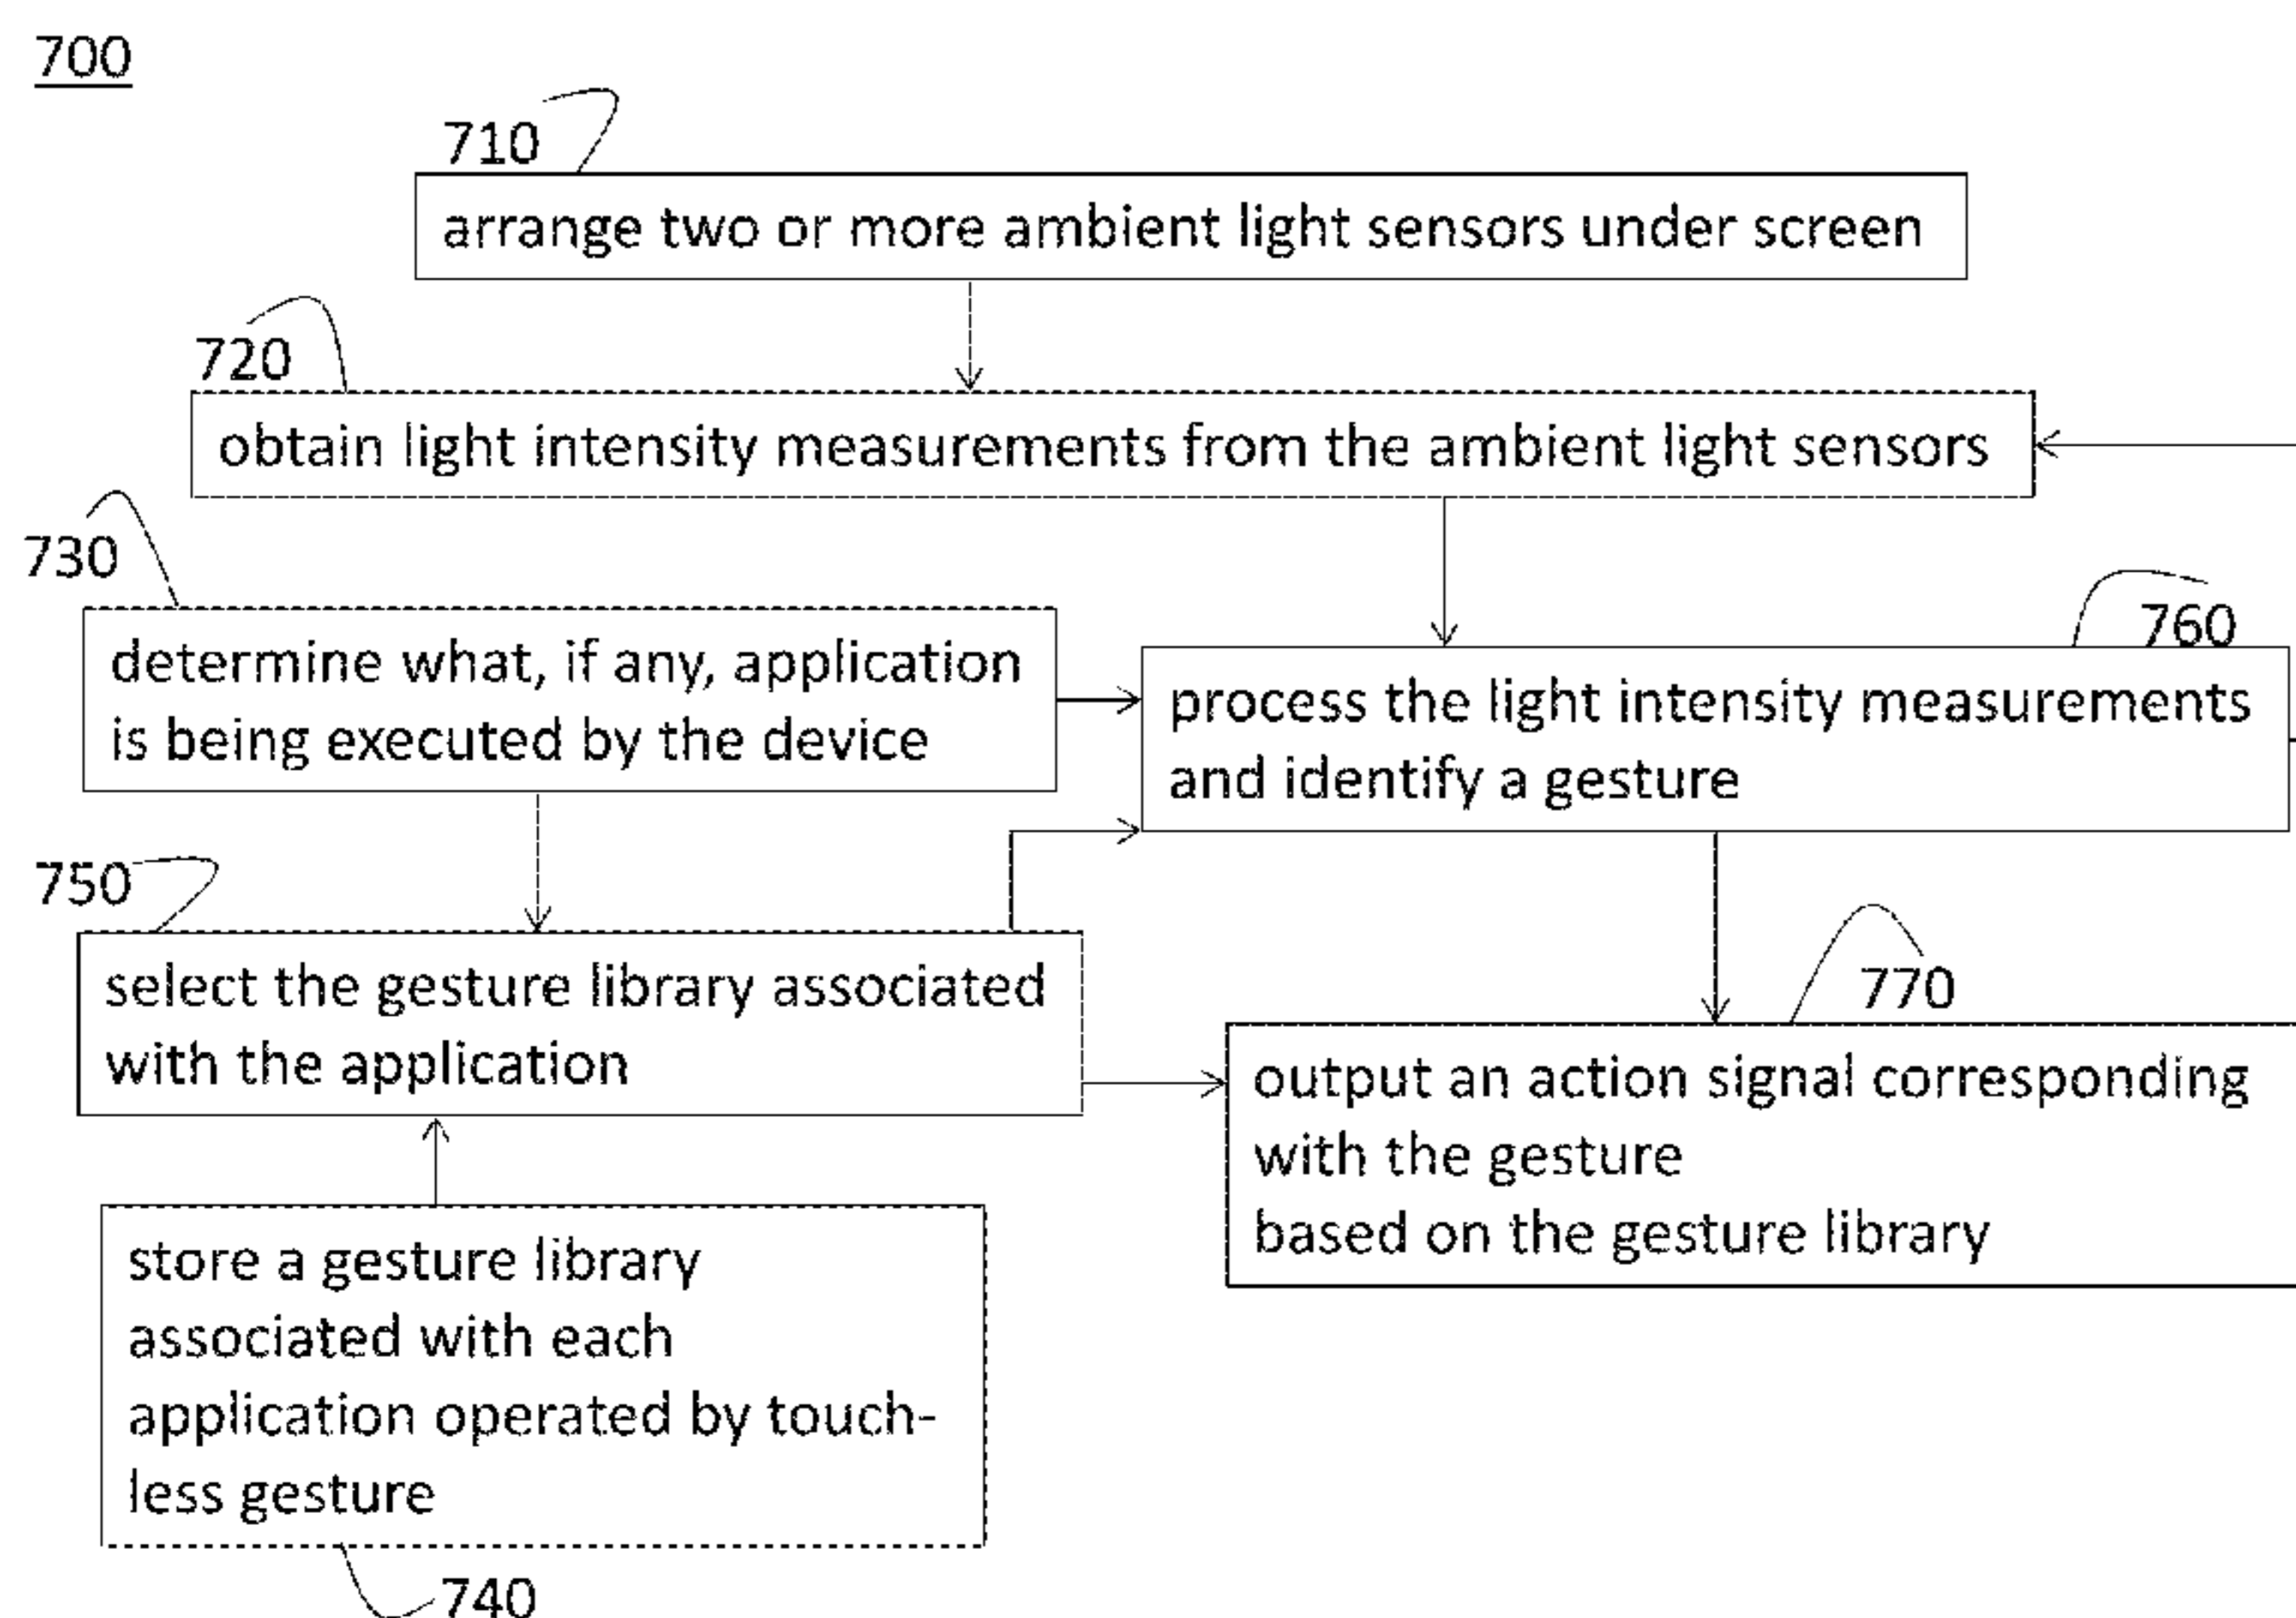 700
710
arrange two or more ambient light sensors under screen
720
obtain light intensity measurements from the ambient light sensors
730
determine what, if any, application
is being executed by the device
760
process the light intensity measurements
and identify a gesture
750
select the gesture library associated
with the application
770
output an action signal corresponding
with the gesture
based on the gesture library
store a gesture library
associated with each
application operated by touch-
less gesture
740